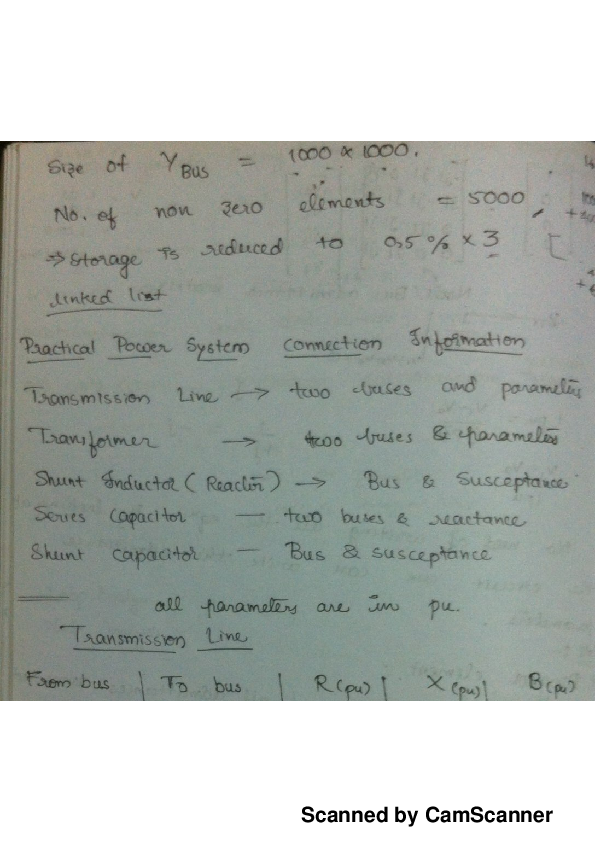 Size of Y BUS = 1000 x 1000.
No. of non zero elements = 5000
⇒ Storage is reduced to 0.5% x 3
linked list
Practical Power System connection Information
Transmission Line → two buses and parameters
Transformer → two buses & parameters
Shunt Inductor (Reactor) → Bus & Susceptance
Series capacitor — two buses & reactance
Shunt capacitor — Bus & susceptance
all parameters are in pu.
Transmission Line
From bus | To bus | R(pu) | X(pu) | B(pu)
Scanned by CamScanner